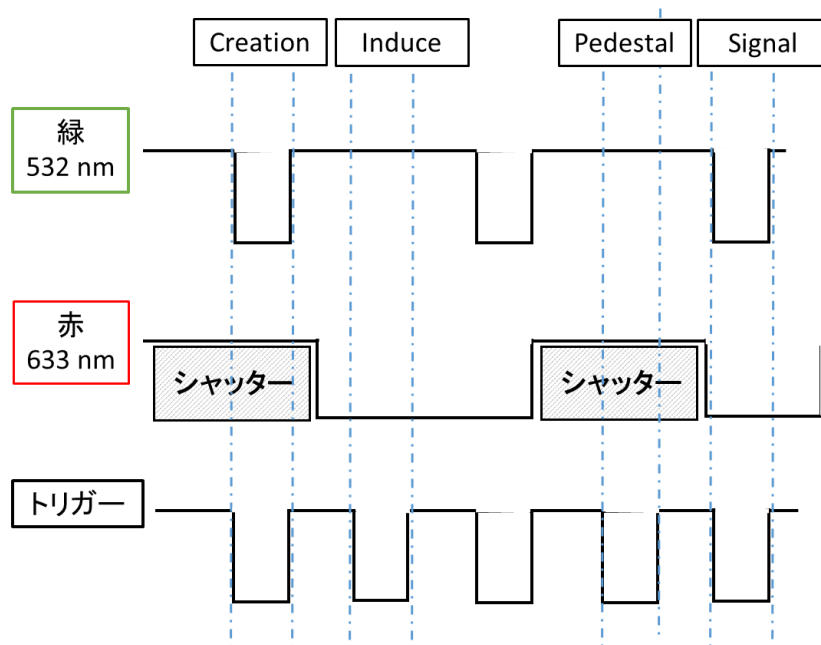 Creation
Induce
Pedestal
Signal
緑
532 nm
赤
633 nm
シャッター
シャッター
トリガー